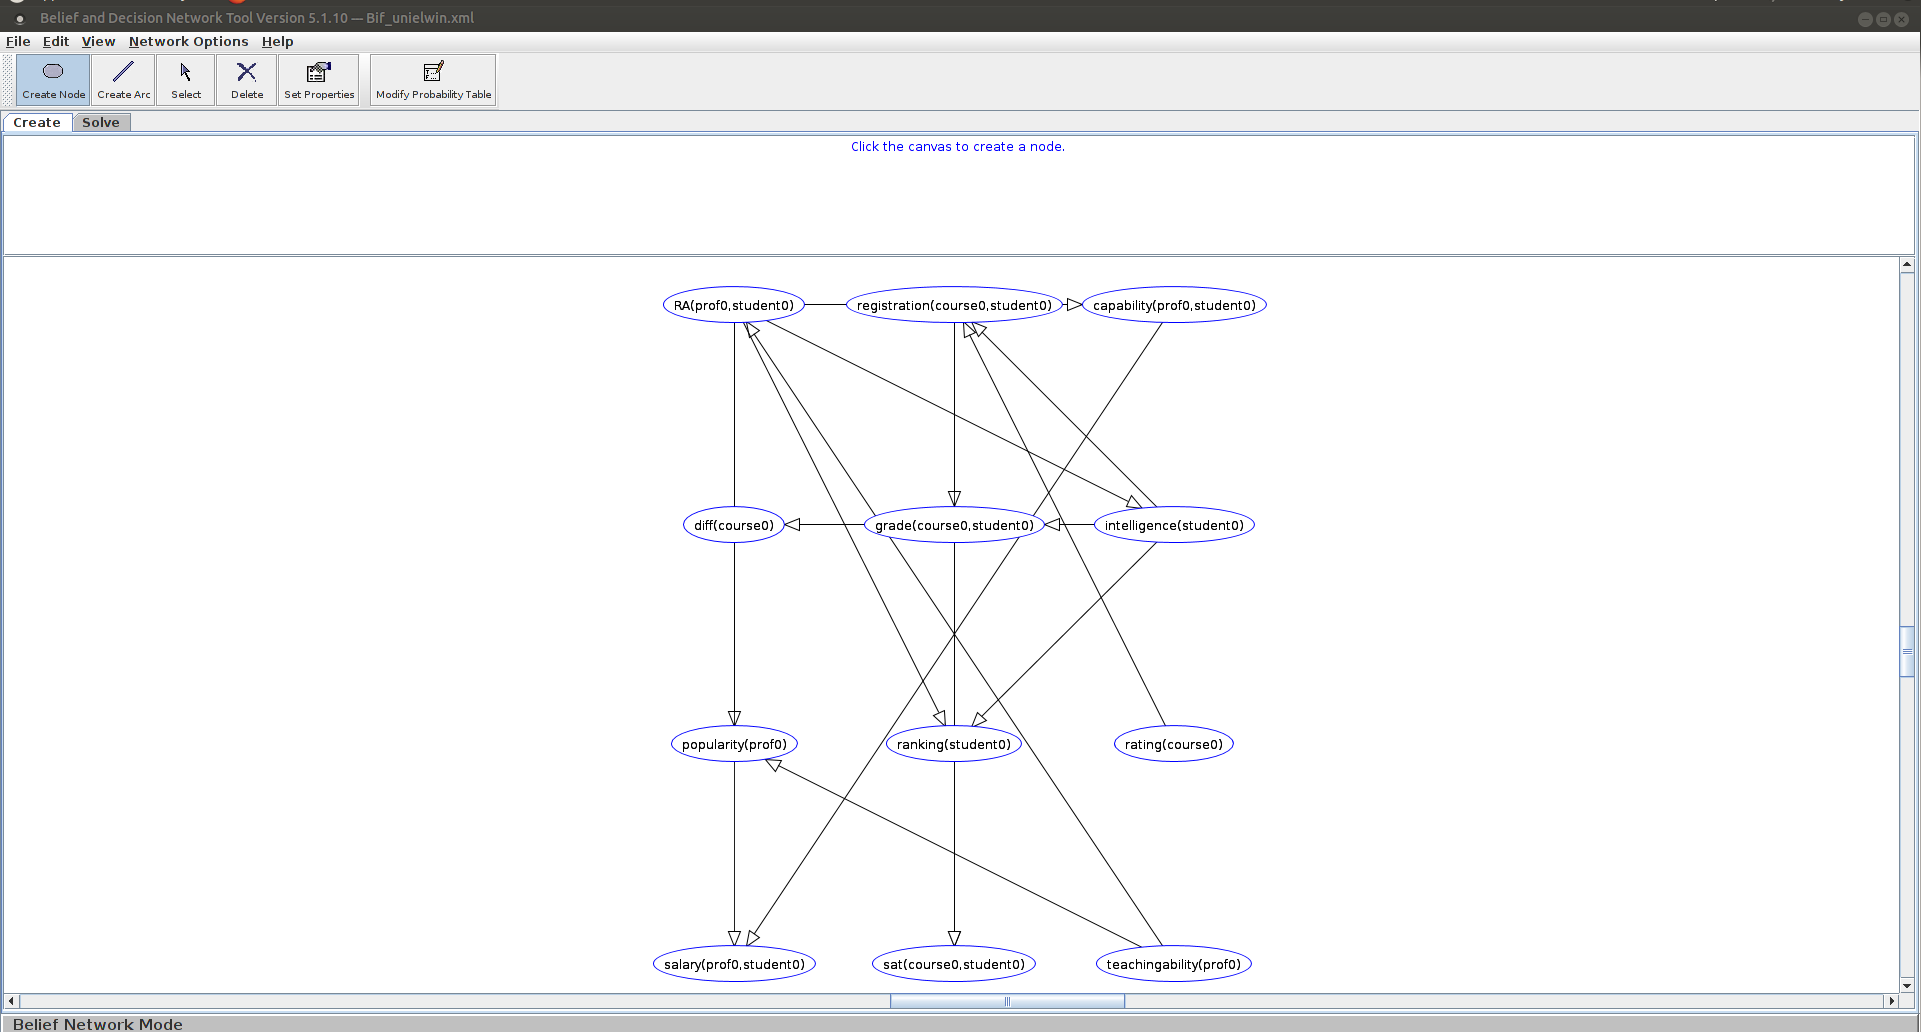 Belief and Decision Network Tool Version 5.1.10 — Bif_unielwin.xml
File Edit View Network Options Help
Create Node Create Arc Select Delete Set Properties Modify Probability Table
Create Solve
Click the canvas to create a node.
RA(prof0,student0) registration(course0,student0) capability(prof0,student0)
diff(course0) grade(course0,student0) intelligence(student0)
popularity(prof0) ranking(student0) rating(course0)
salary(prof0,student0) sat(course0,student0) teachingability(prof0)
Belief Network Mode